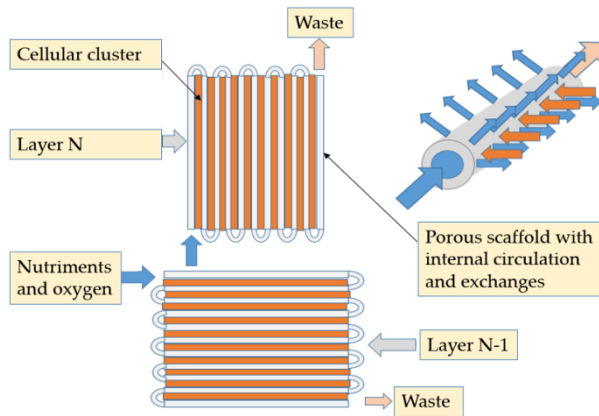 Waste
Cellular cluster
Layer N
Nutriments
and oxygen
Porous scaffold with
internal circulation
and exchanges
Layer N-1
Waste